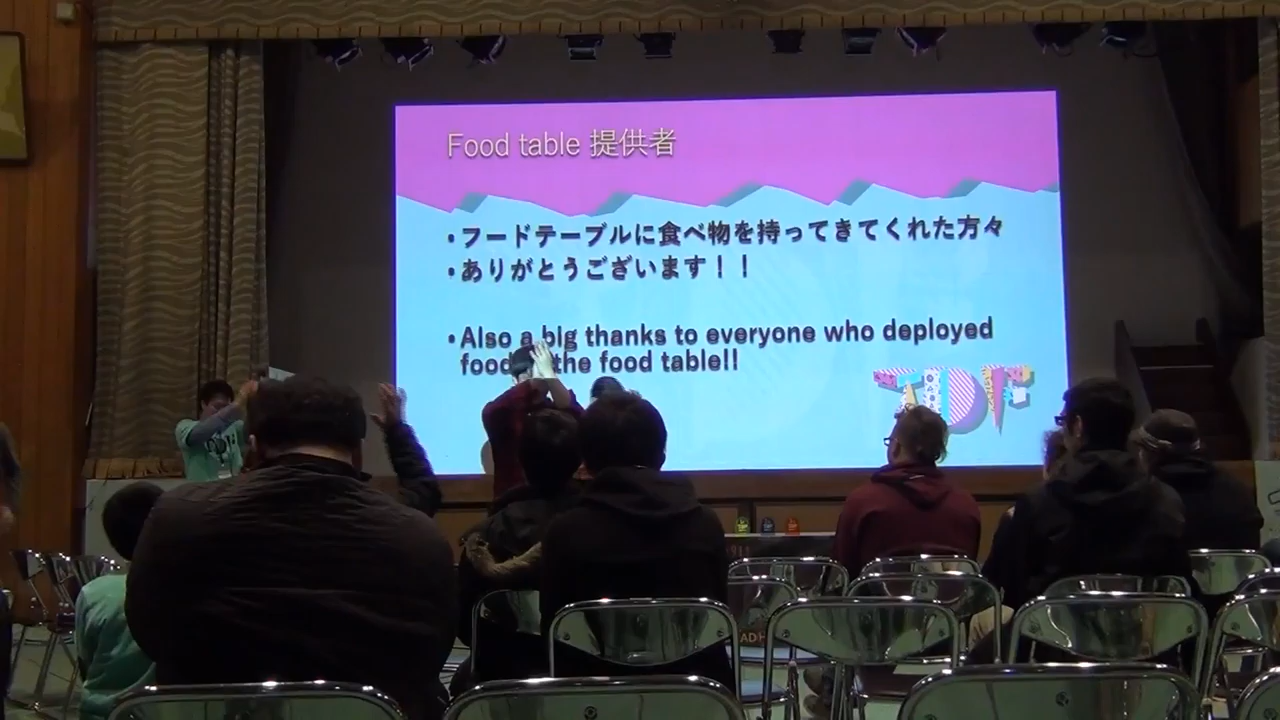 Food table 提供者
•フードテーブルに食べ物を持ってきてくれた方々
•ありがとうございます！！
•Also a big thanks to everyone who deployed
food the food table!!
TDF